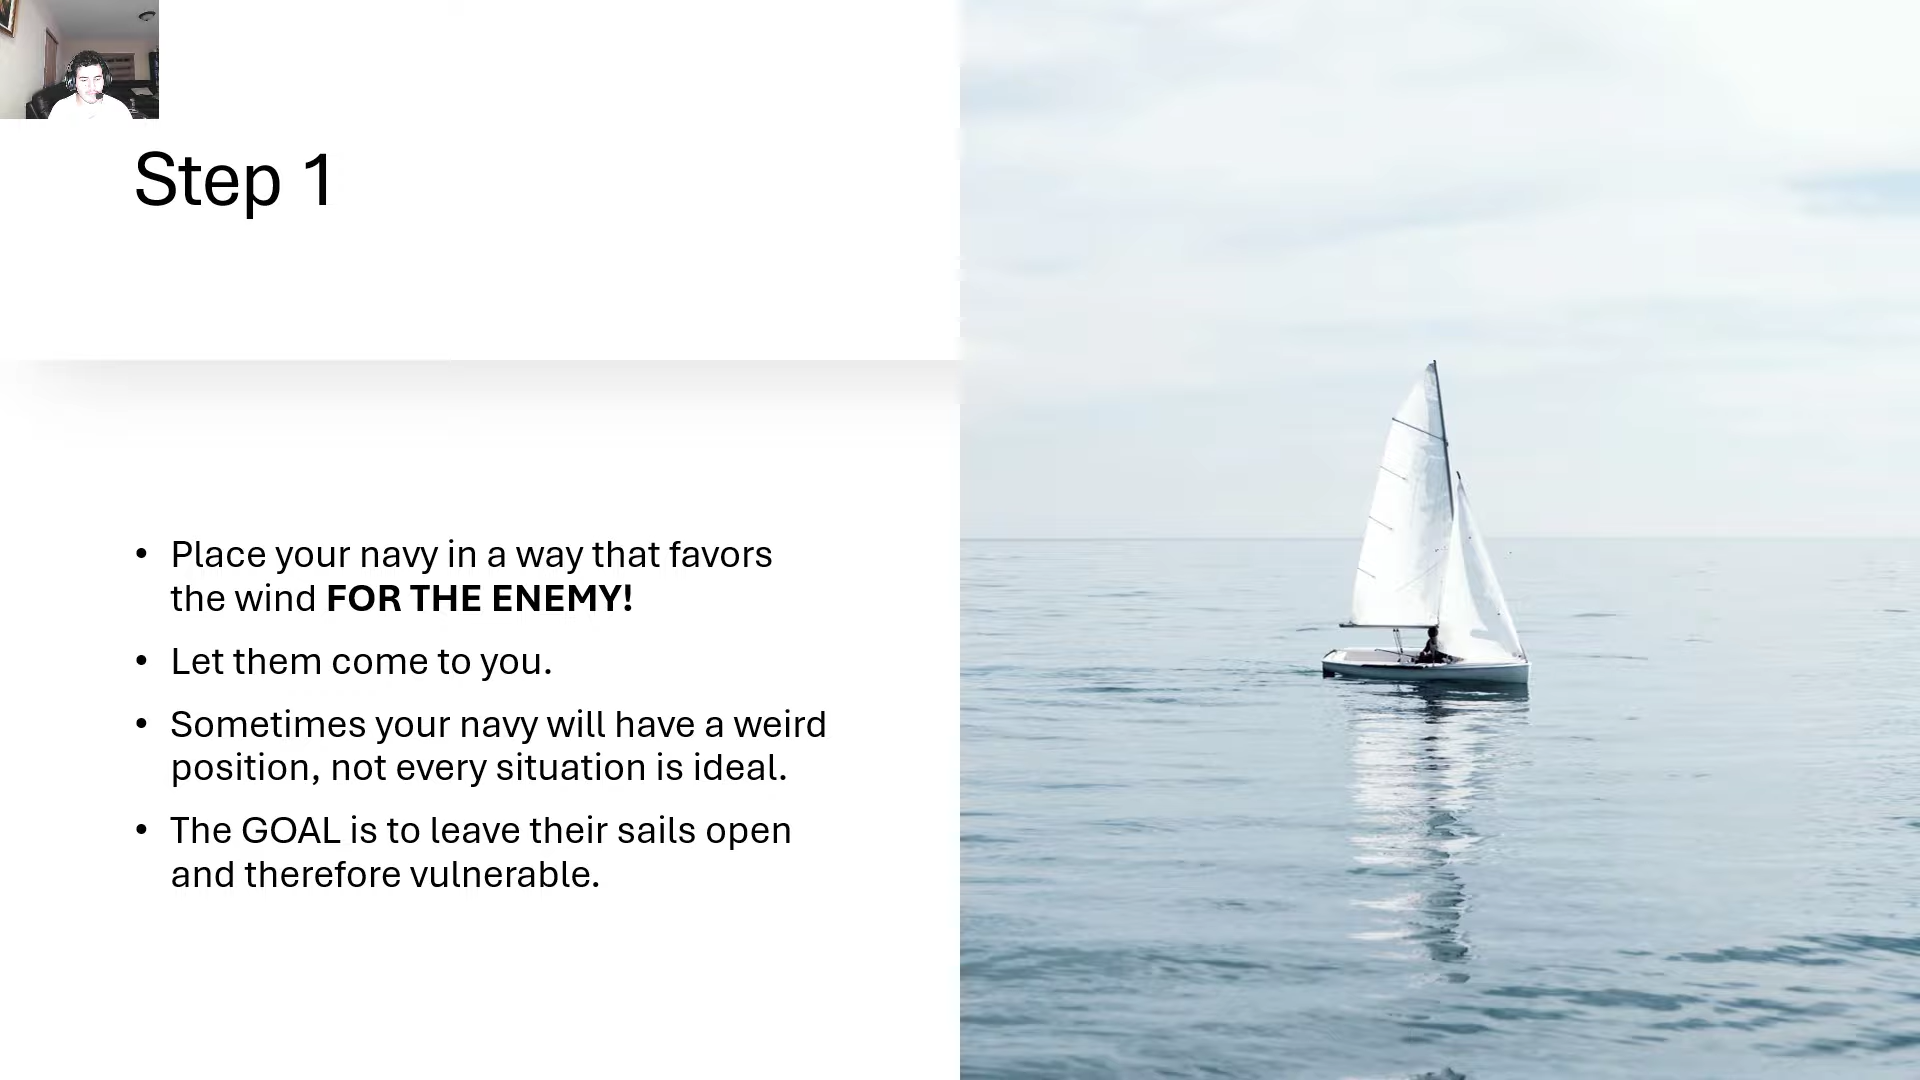 Step 1
• Place your navy in a way that favors
the wind FOR THE ENEMY!
• Let them come to you.
• Sometimes your navy will have a weird
position, not every situation is ideal.
• The GOAL is to leave their sails open
and therefore vulnerable.